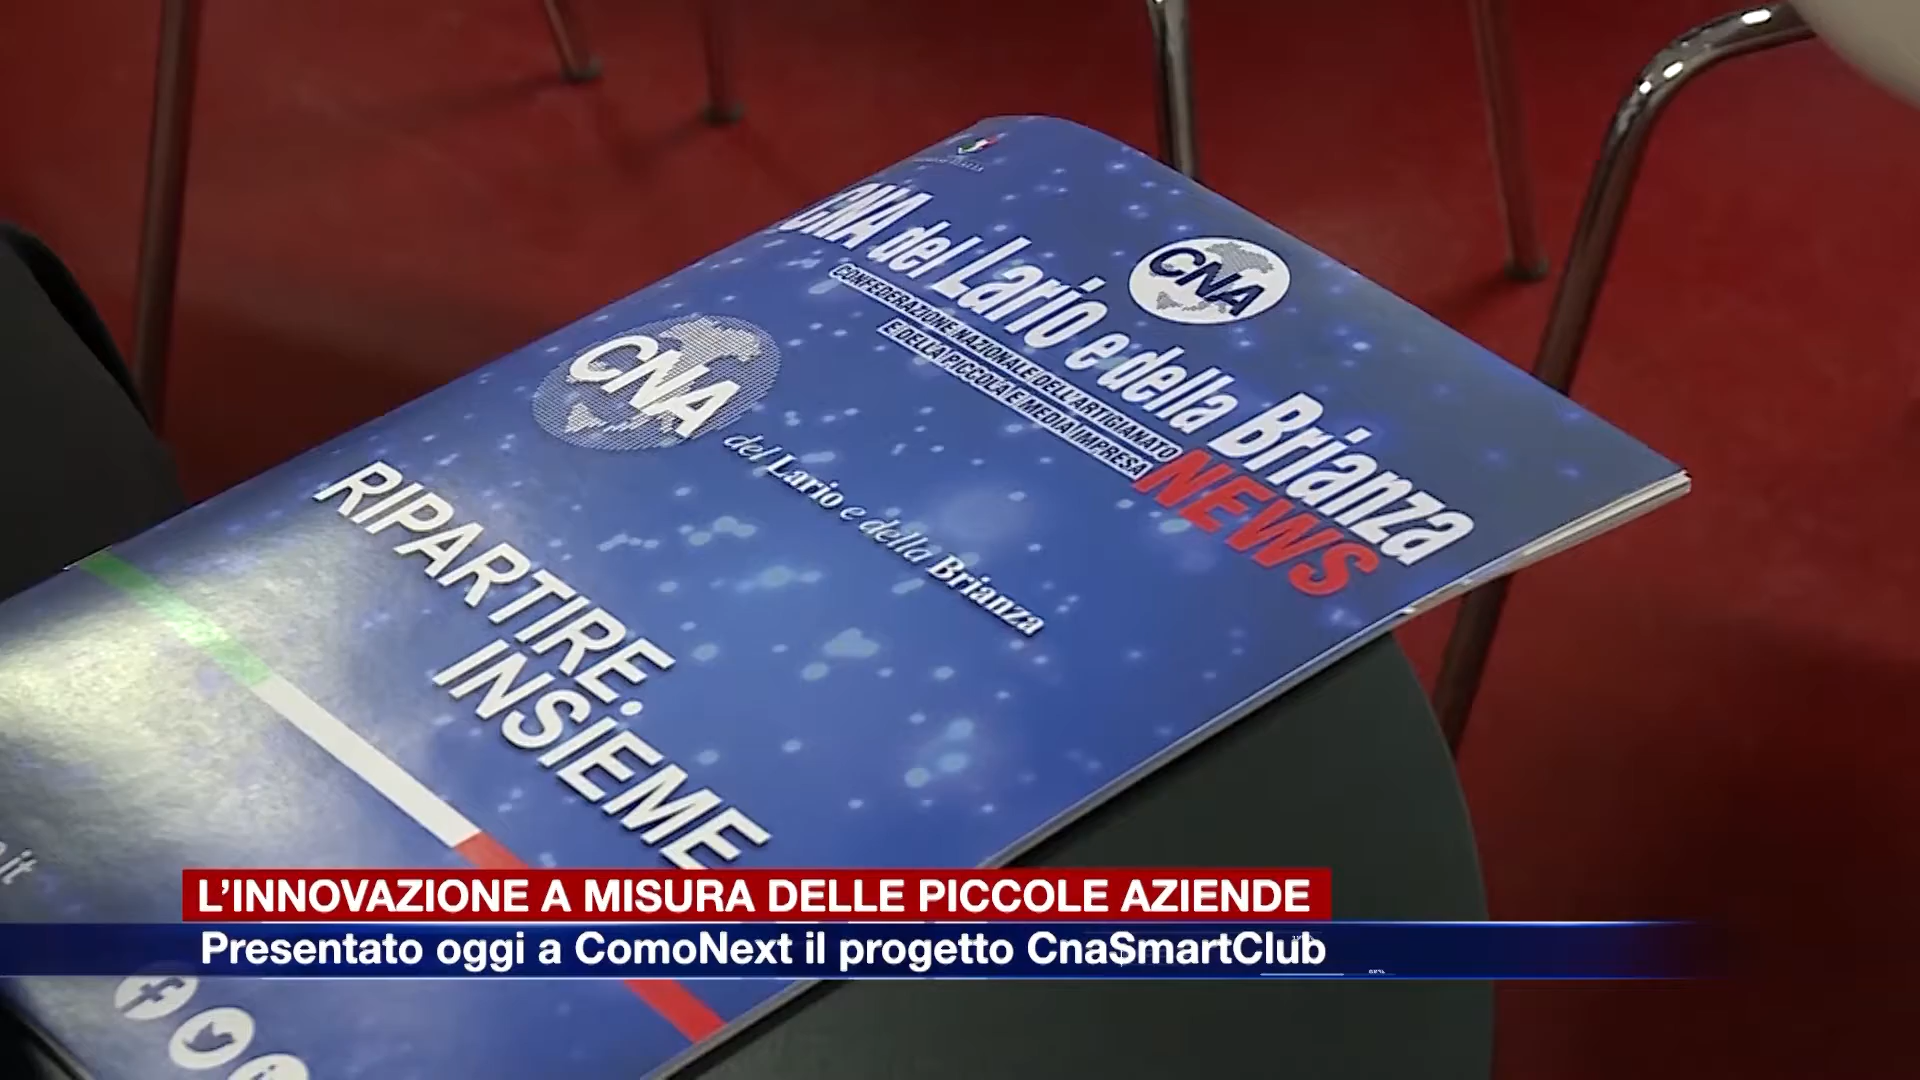 CNA del Lario e della Brianza
CNA
CONFEDERAZIONE NAZIONALE DELL'ARTIGIANATO
E DELLA PICCOLA E MEDIA IMPRESA
NEWS
CNA
del Lario e della Brianza
RIPARTIRE.
INSIEME
.it
L'INNOVAZIONE A MISURA DELLE PICCOLE AZIENDE
Presentato oggi a ComoNext il progetto CnaSmartClub